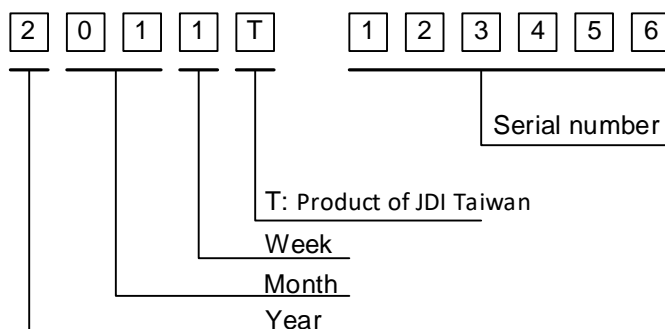 2 0 1 1 T 1 2 3 4 5 6
Serial number
T: Product of JDI Taiwan
Week
Month
Year